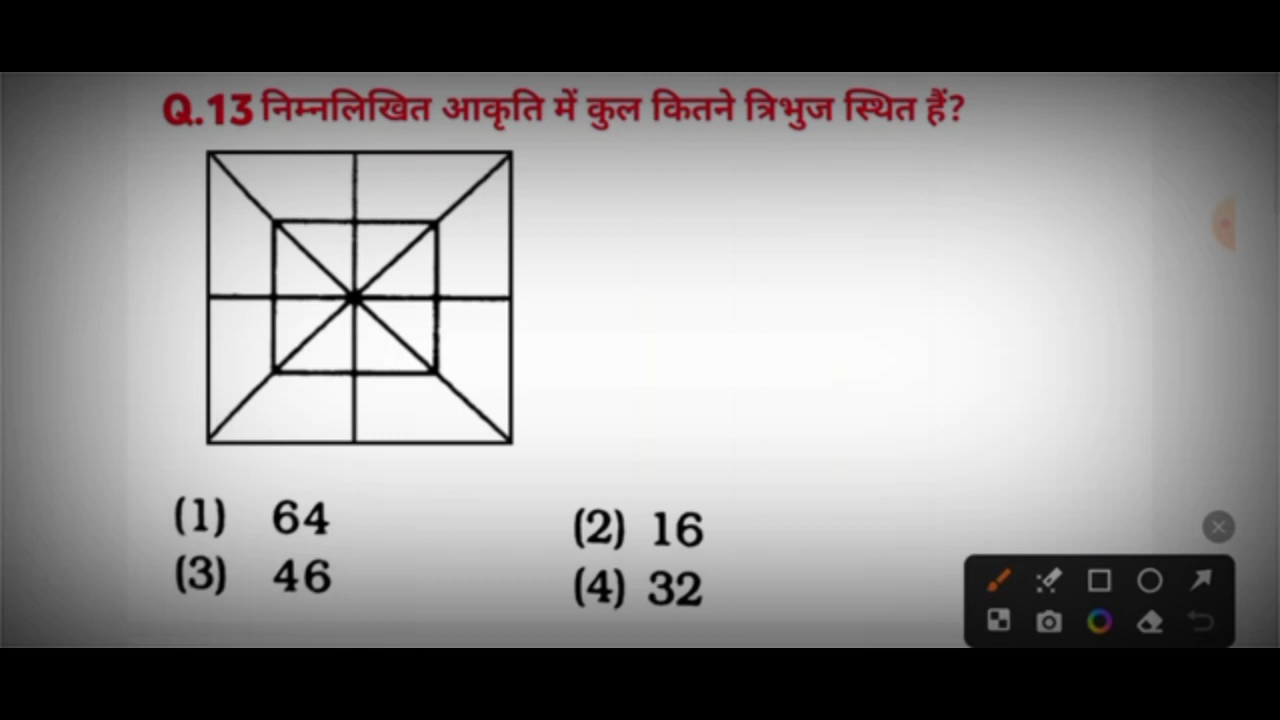 Q.13 निम्नलिखित आकृति में कुल कितने त्रिभुज स्थित हैं?
(1) 64
(2) 16
(3) 46
(4) 32